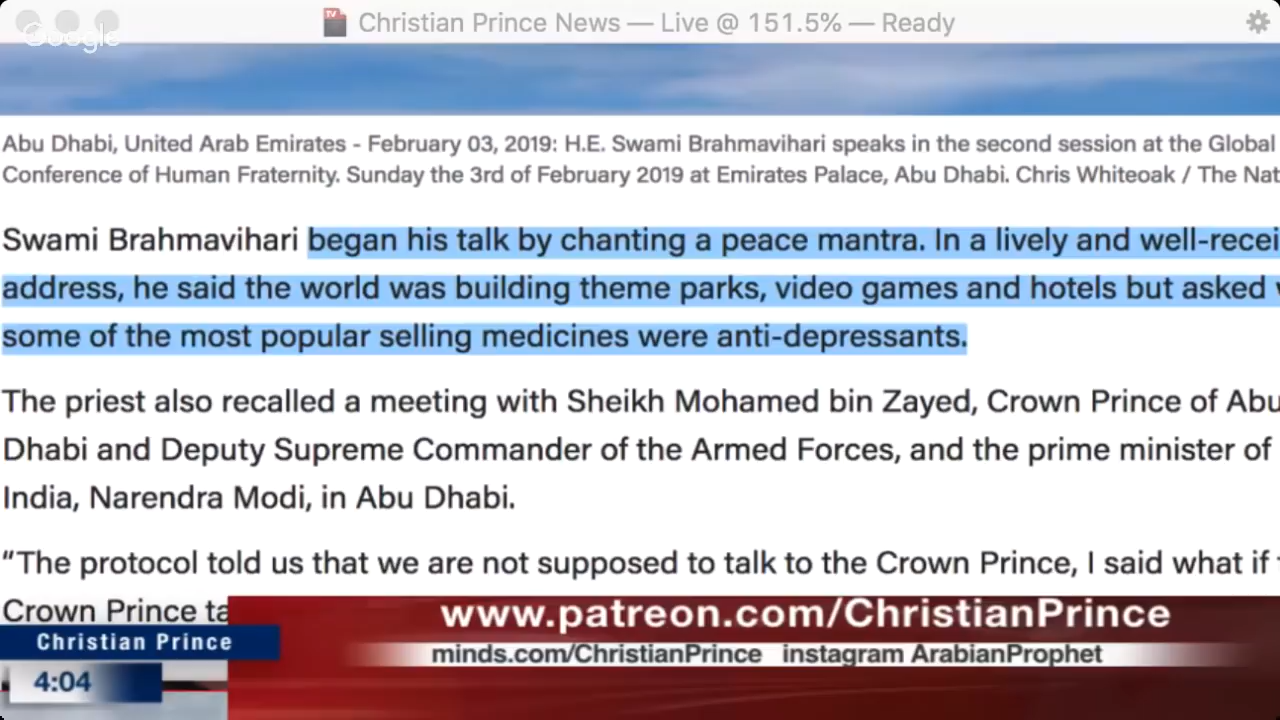 Google
TV
Christian Prince News — Live @ 151.5% — Ready
Abu Dhabi, United Arab Emirates - February 03, 2019: H.E. Swami Brahmavihari speaks in the second session at the Global
Conference of Human Fraternity. Sunday the 3rd of February 2019 at Emirates Palace, Abu Dhabi. Chris Whiteoak / The Nat
Swami Brahmavihari began his talk by chanting a peace mantra. In a lively and well-recei
address, he said the world was building theme parks, video games and hotels but asked
some of the most popular selling medicines were anti-depressants.
The priest also recalled a meeting with Sheikh Mohamed bin Zayed, Crown Prince of Abu
Dhabi and Deputy Supreme Commander of the Armed Forces, and the prime minister of
India, Narendra Modi, in Abu Dhabi.
“The protocol told us that we are not supposed to talk to the Crown Prince, I said what if
Crown Prince ta
www.patreon.com/ChristianPrince
Christian Prince
minds.com/ChristianPrince instagram ArabianProphet
4:04